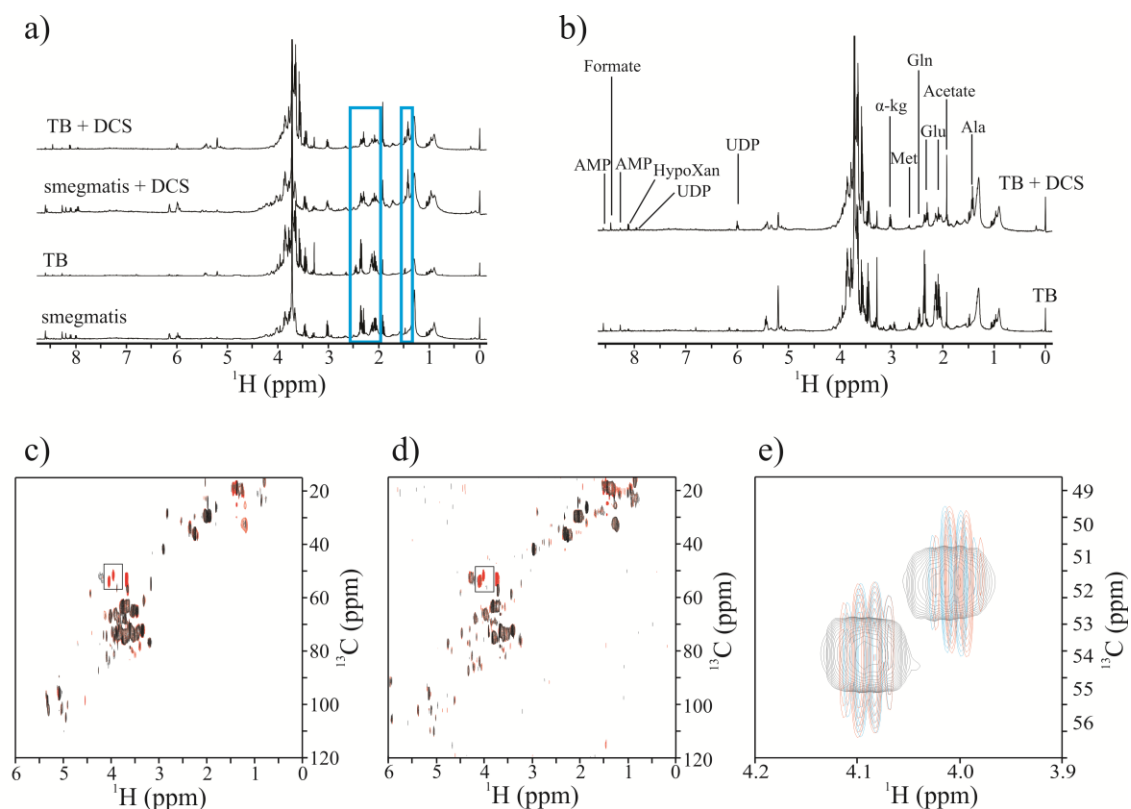 a)
TB + DCS
smegmatis + DCS
TB
smegmatis
8 7 6 5 4 3 2 1 0
¹H (ppm)
b)
Formate
AMP
AMP
HypoXan
UDP
UDP
α-kg
Gln
Met
Glu
Acetate
Ala
TB + DCS
TB
8 7 6 5 4 3 2 1 0
¹H (ppm)
c)
20
40
60
80
100
120
¹³C (ppm)
6 5 4 3 2 1 0
¹H (ppm)
d)
20
40
60
80
100
120
¹³C (ppm)
6 5 4 3 2 1 0
¹H (ppm)
e)
49
50
51
52
53
54
55
56
¹³C (ppm)
4.2 4.1 4.0 3.9
¹H (ppm)